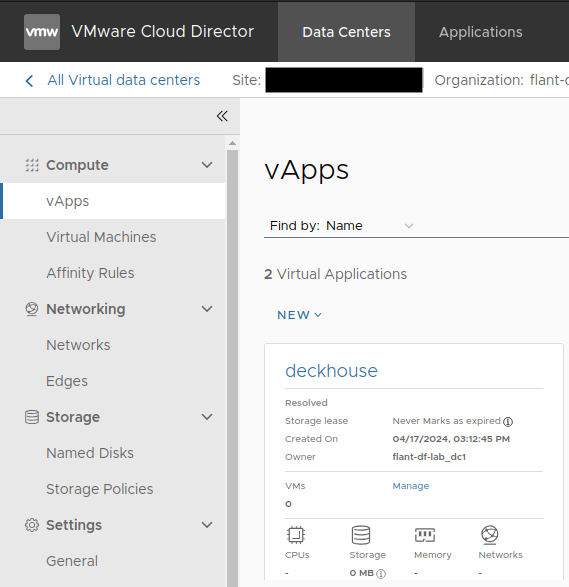 vmw VMware Cloud Director Data Centers Applications
All Virtual data centers Site: Organization: flant-d
Compute
vApps
Virtual Machines
Affinity Rules
Networking
Networks
Edges
Storage
Named Disks
Storage Policies
Settings
General
vApps
Find by: Name
2 Virtual Applications
NEW
deckhouse
Resolved
Storage lease Never Marks as expired
Created On 04/17/2024, 03:12:45 PM
Owner flant-df-lab_dc1
VMs Manage
0
CPUs Storage Memory Networks
- 0 MB - -